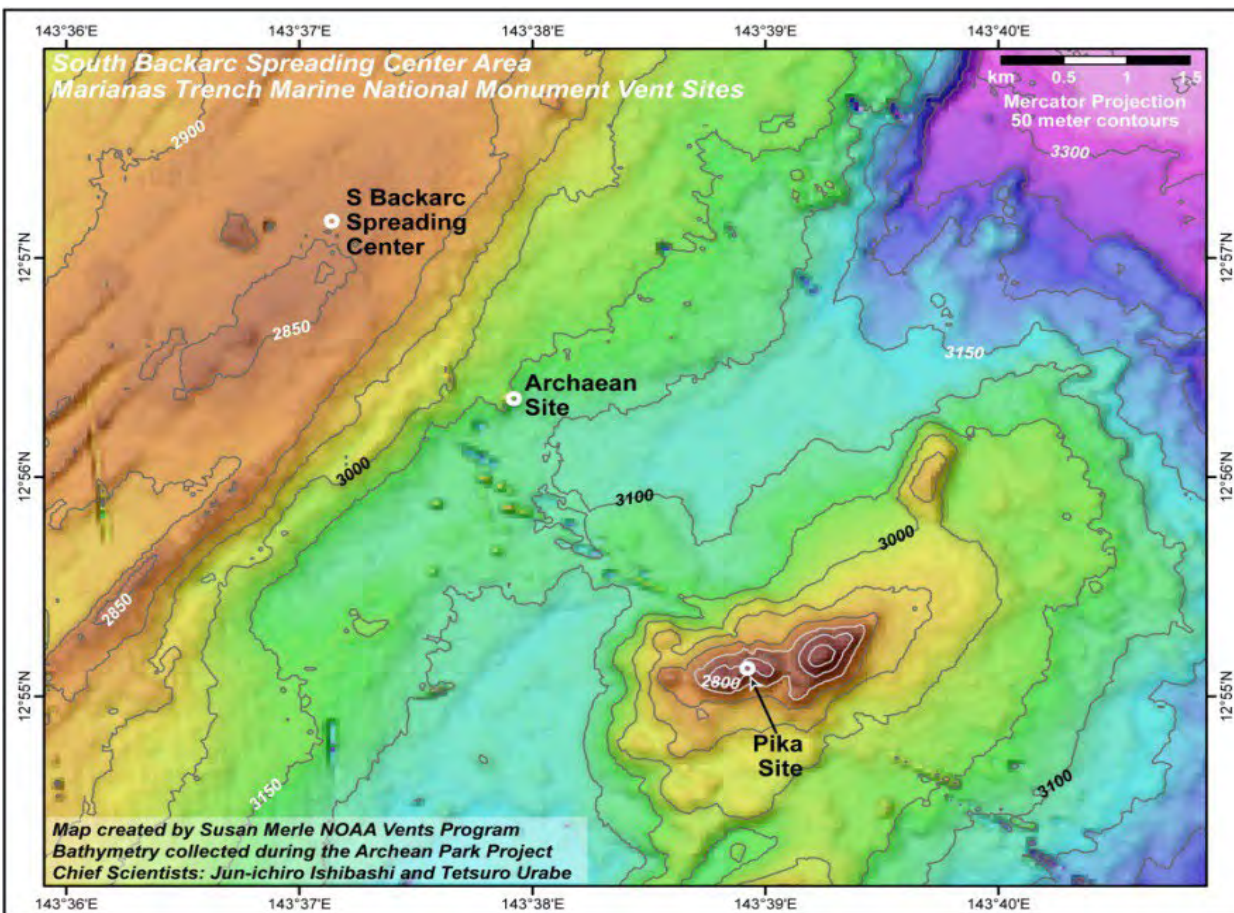 143°36'E 143°37'E 143°38'E 143°39'E 143°40'E
South Backarc Spreading Center Area
Marianas Trench Marine National Monument Vent Sites
km 0.5 1 1.5
Mercator Projection
50 meter contours
2900
3300
S Backarc
Spreading
Center
12°57'N
12°57'N
2850
3150
Archaean
Site
3000
12°56'N
12°56'N
3100
3000
2850
12°55'N
12°55'N
2800
Pika
Site
3150
3100
Map created by Susan Merle NOAA Vents Program
Bathymetry collected during the Archean Park Project
Chief Scientists: Jun-ichiro Ishibashi and Tetsuro Urabe
143°36'E 143°37'E 143°38'E 143°39'E 143°40'E